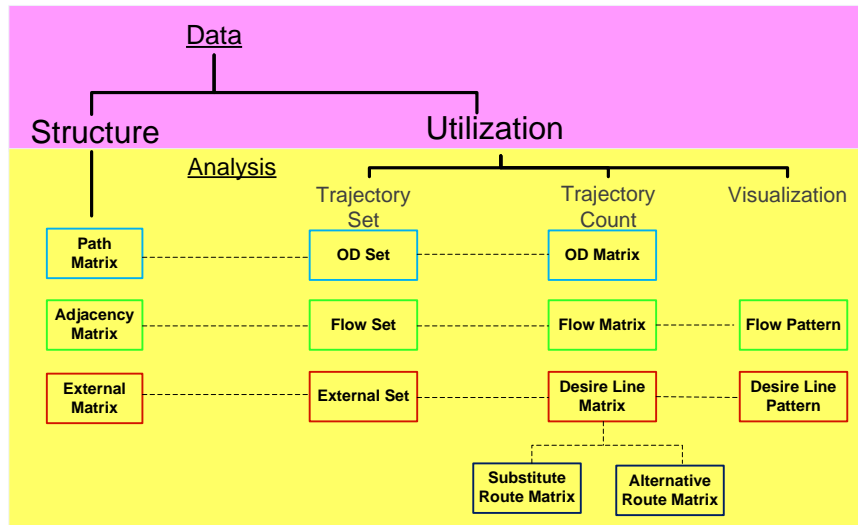 Data
Structure
Utilization
Analysis
Trajectory
Set
Trajectory
Count
Visualization
Path
Matrix
OD Set
OD Matrix
Adjacency
Matrix
Flow Set
Flow Matrix
Flow Pattern
External
Matrix
External Set
Desire Line
Matrix
Desire Line
Pattern
Substitute
Route Matrix
Alternative
Route Matrix